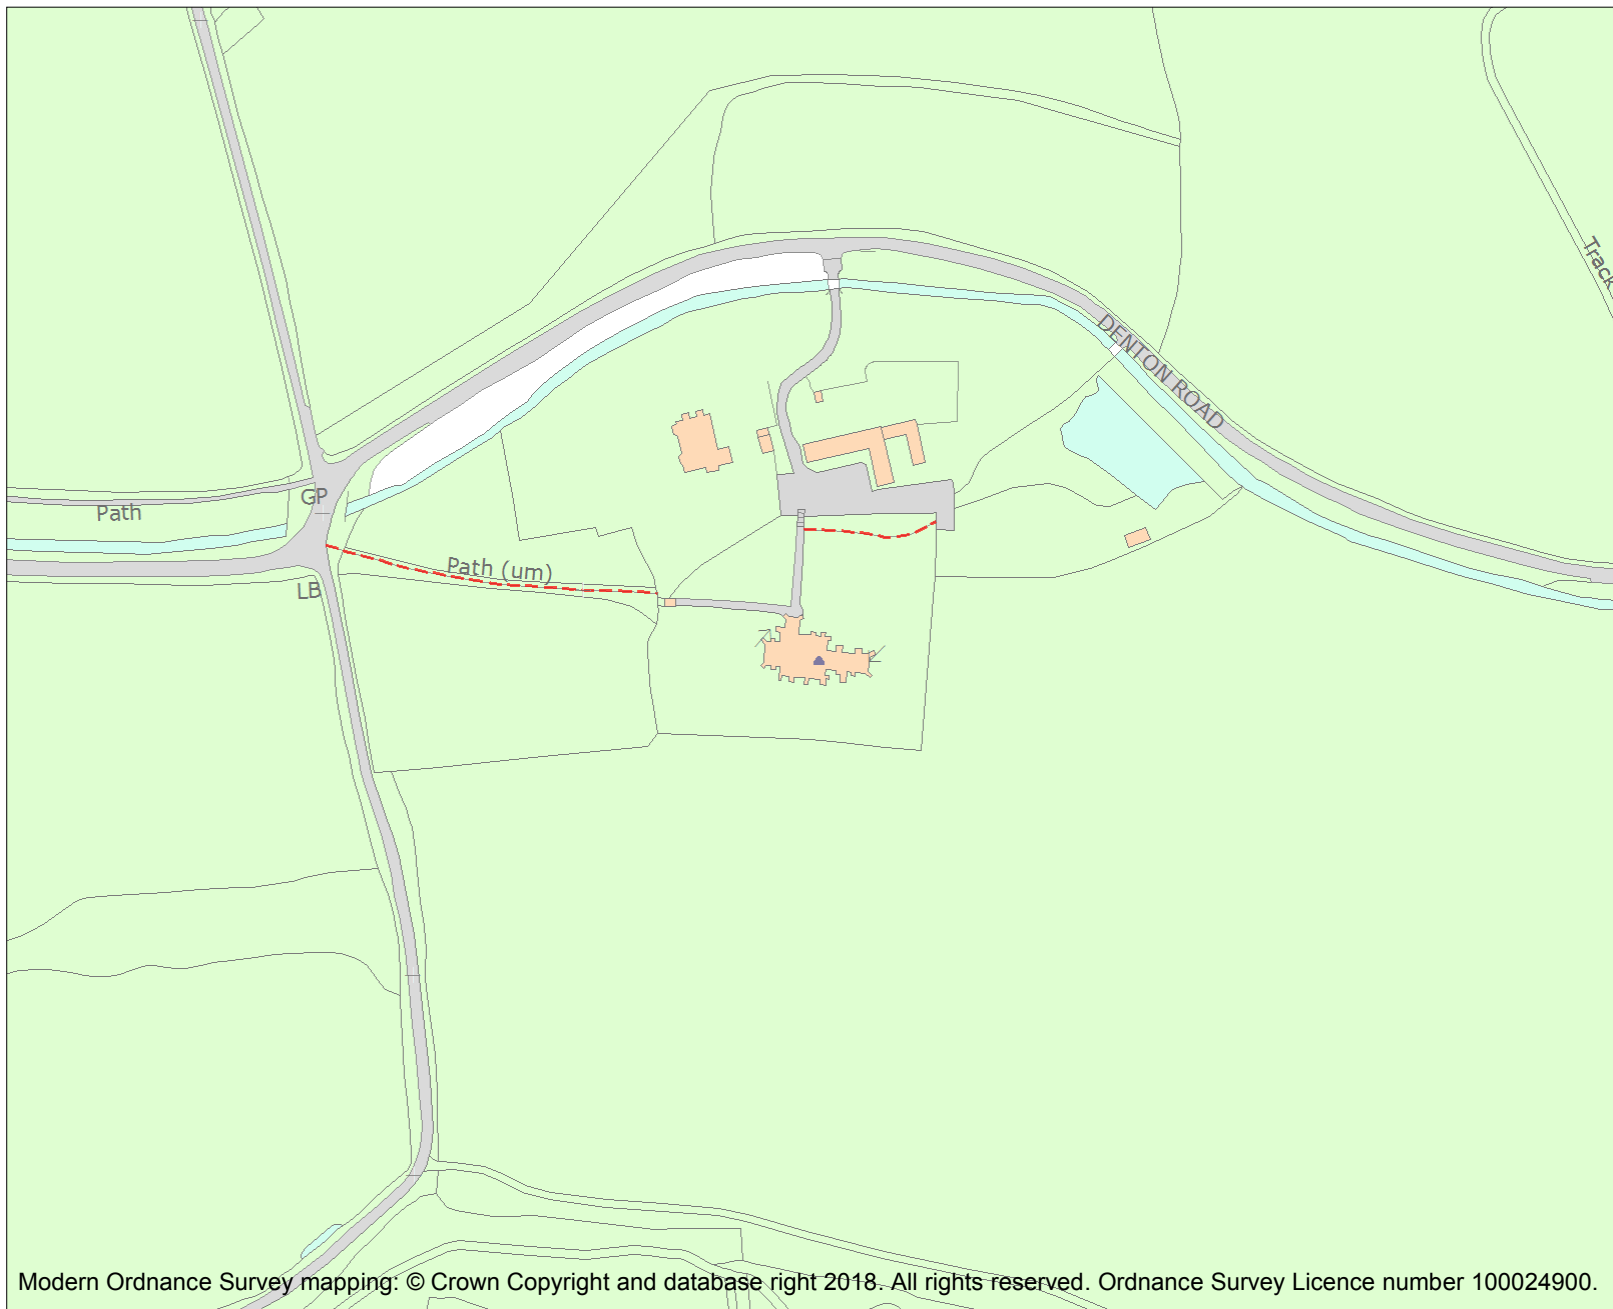 Track
DENTON ROAD
GP
Path
Path (um)
LB
Modern Ordnance Survey mapping: © Crown Copyright and database right 2018. All rights reserved. Ordnance Survey Licence number 100024900.